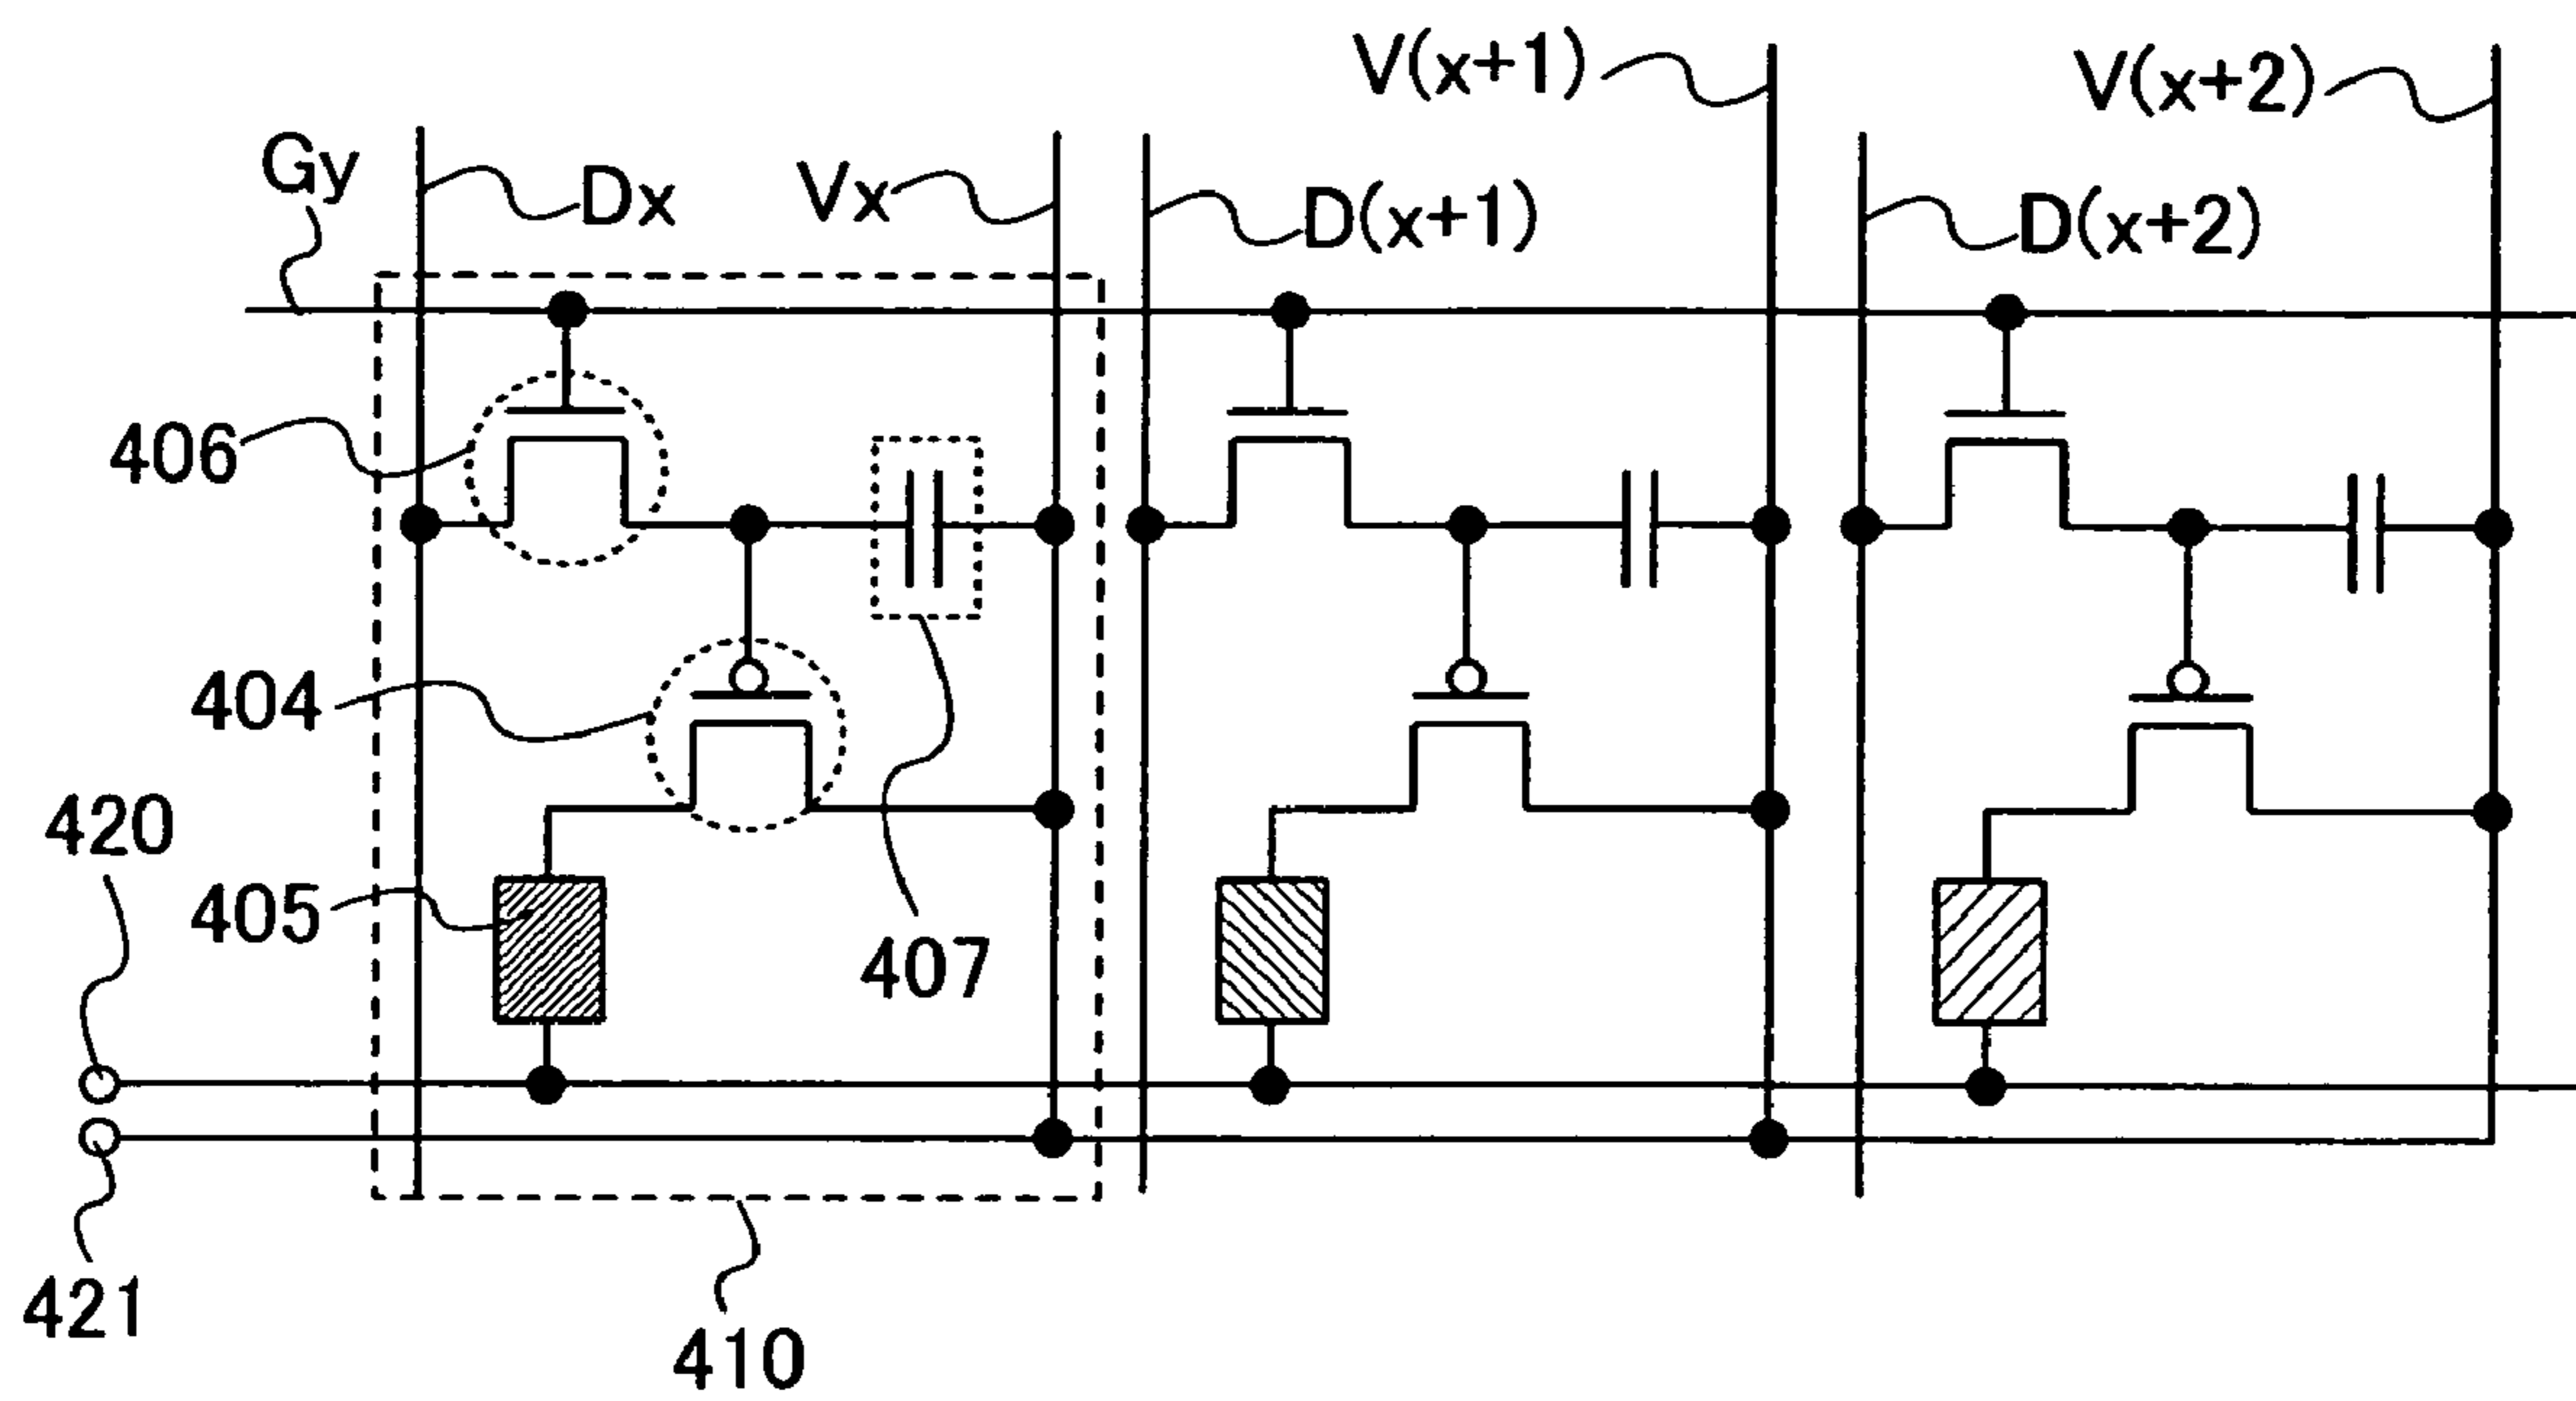 V(x+1)
V(x+2)
Gy
Dx
Vx
D(x+1)
D(x+2)
406
404
420
405
407
421
410